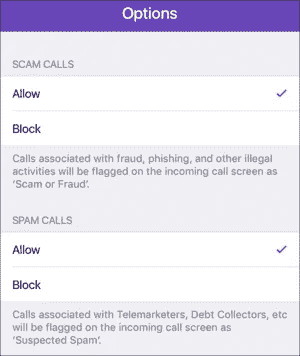 Options
SCAM CALLS
Allow
Block
Calls associated with fraud, phishing, and other illegal
activities will be flagged on the incoming call screen as
‘Scam or Fraud’.
SPAM CALLS
Allow
Block
Calls associated with Telemarketers, Debt Collectors, etc
will be flagged on the incoming call screen as
‘Suspected Spam’.